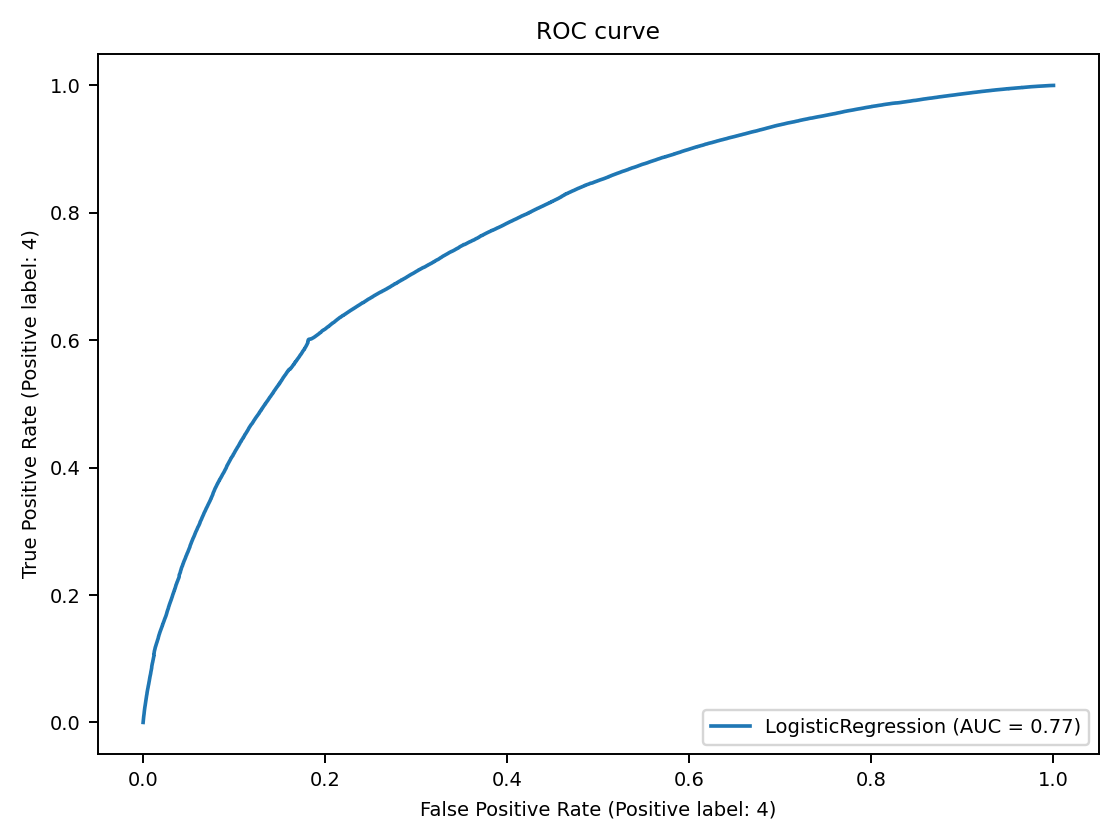 ROC curve
True Positive Rate (Positive label: 4)
1.0
0.8
0.6
0.4
0.2
0.0
LogisticRegression (AUC = 0.77)
0.0 0.2 0.4 0.6 0.8 1.0
False Positive Rate (Positive label: 4)